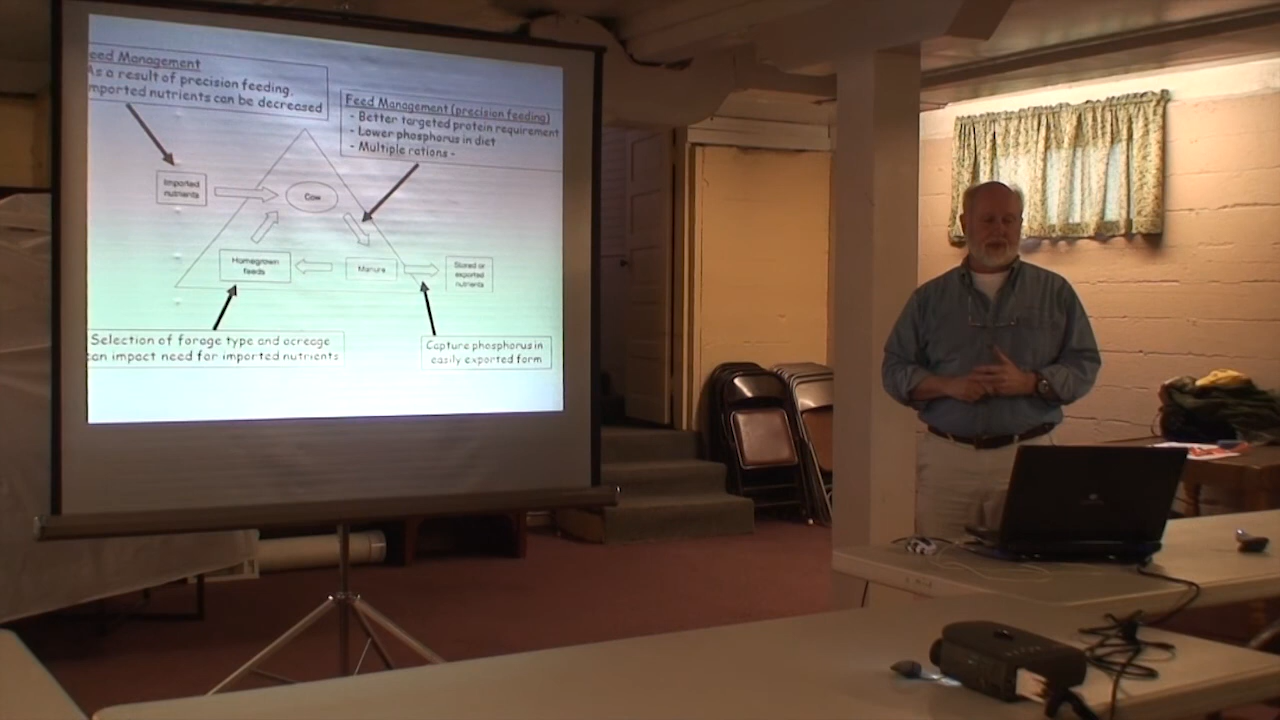 eed Management
As a result of precision feeding,
imported nutrients can be decreased
Feed Management (precision feeding)
- Better targeted protein requirement
- Lower phosphorus in diet
- Multiple rations -
Imported
nutrients
Cow
Homegrown
feeds
Manure
Stored or
exported
nutrients
Selection of forage type and acreage
can impact need for imported nutrients
Capture phosphorus in
easily exported form